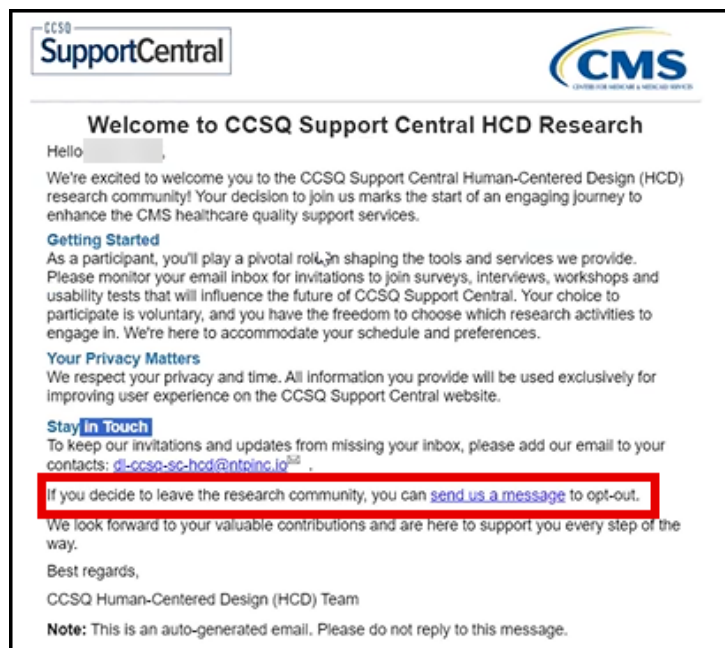 CCSQ
SupportCentral
CMS
CENTERS FOR MEDICARE & MEDICAID SERVICES
Welcome to CCSQ Support Central HCD Research
Hello ,
We're excited to welcome you to the CCSQ Support Central Human-Centered Design (HCD)
research community! Your decision to join us marks the start of an engaging journey to
enhance the CMS healthcare quality support services.
Getting Started
As a participant, you'll play a pivotal role in shaping the tools and services we provide.
Please monitor your email inbox for invitations to join surveys, interviews, workshops and
usability tests that will influence the future of CCSQ Support Central. Your choice to
participate is voluntary, and you have the freedom to choose which research activities to
engage in. We're here to accommodate your schedule and preferences.
Your Privacy Matters
We respect your privacy and time. All information you provide will be used exclusively for
improving user experience on the CCSQ Support Central website.
Stay in Touch
To keep our invitations and updates from missing your inbox, please add our email to your
contacts: dl-ccsq-sc-hcd@ntpinc.io .
If you decide to leave the research community, you can send us a message to opt-out.
We look forward to your valuable contributions and are here to support you every step of the
way.
Best regards,
CCSQ Human-Centered Design (HCD) Team
Note: This is an auto-generated email. Please do not reply to this message.